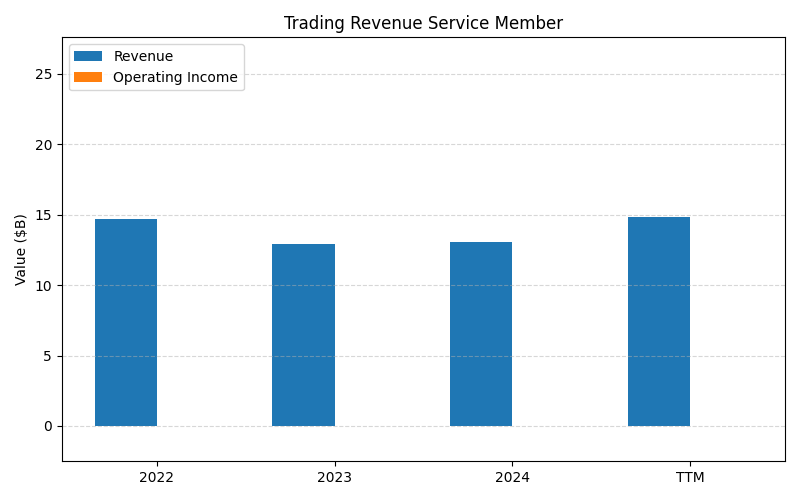 Trading Revenue Service Member
Revenue
Operating Income
Value ($B)
25
20
15
10
5
0
2022
2023
2024
TTM